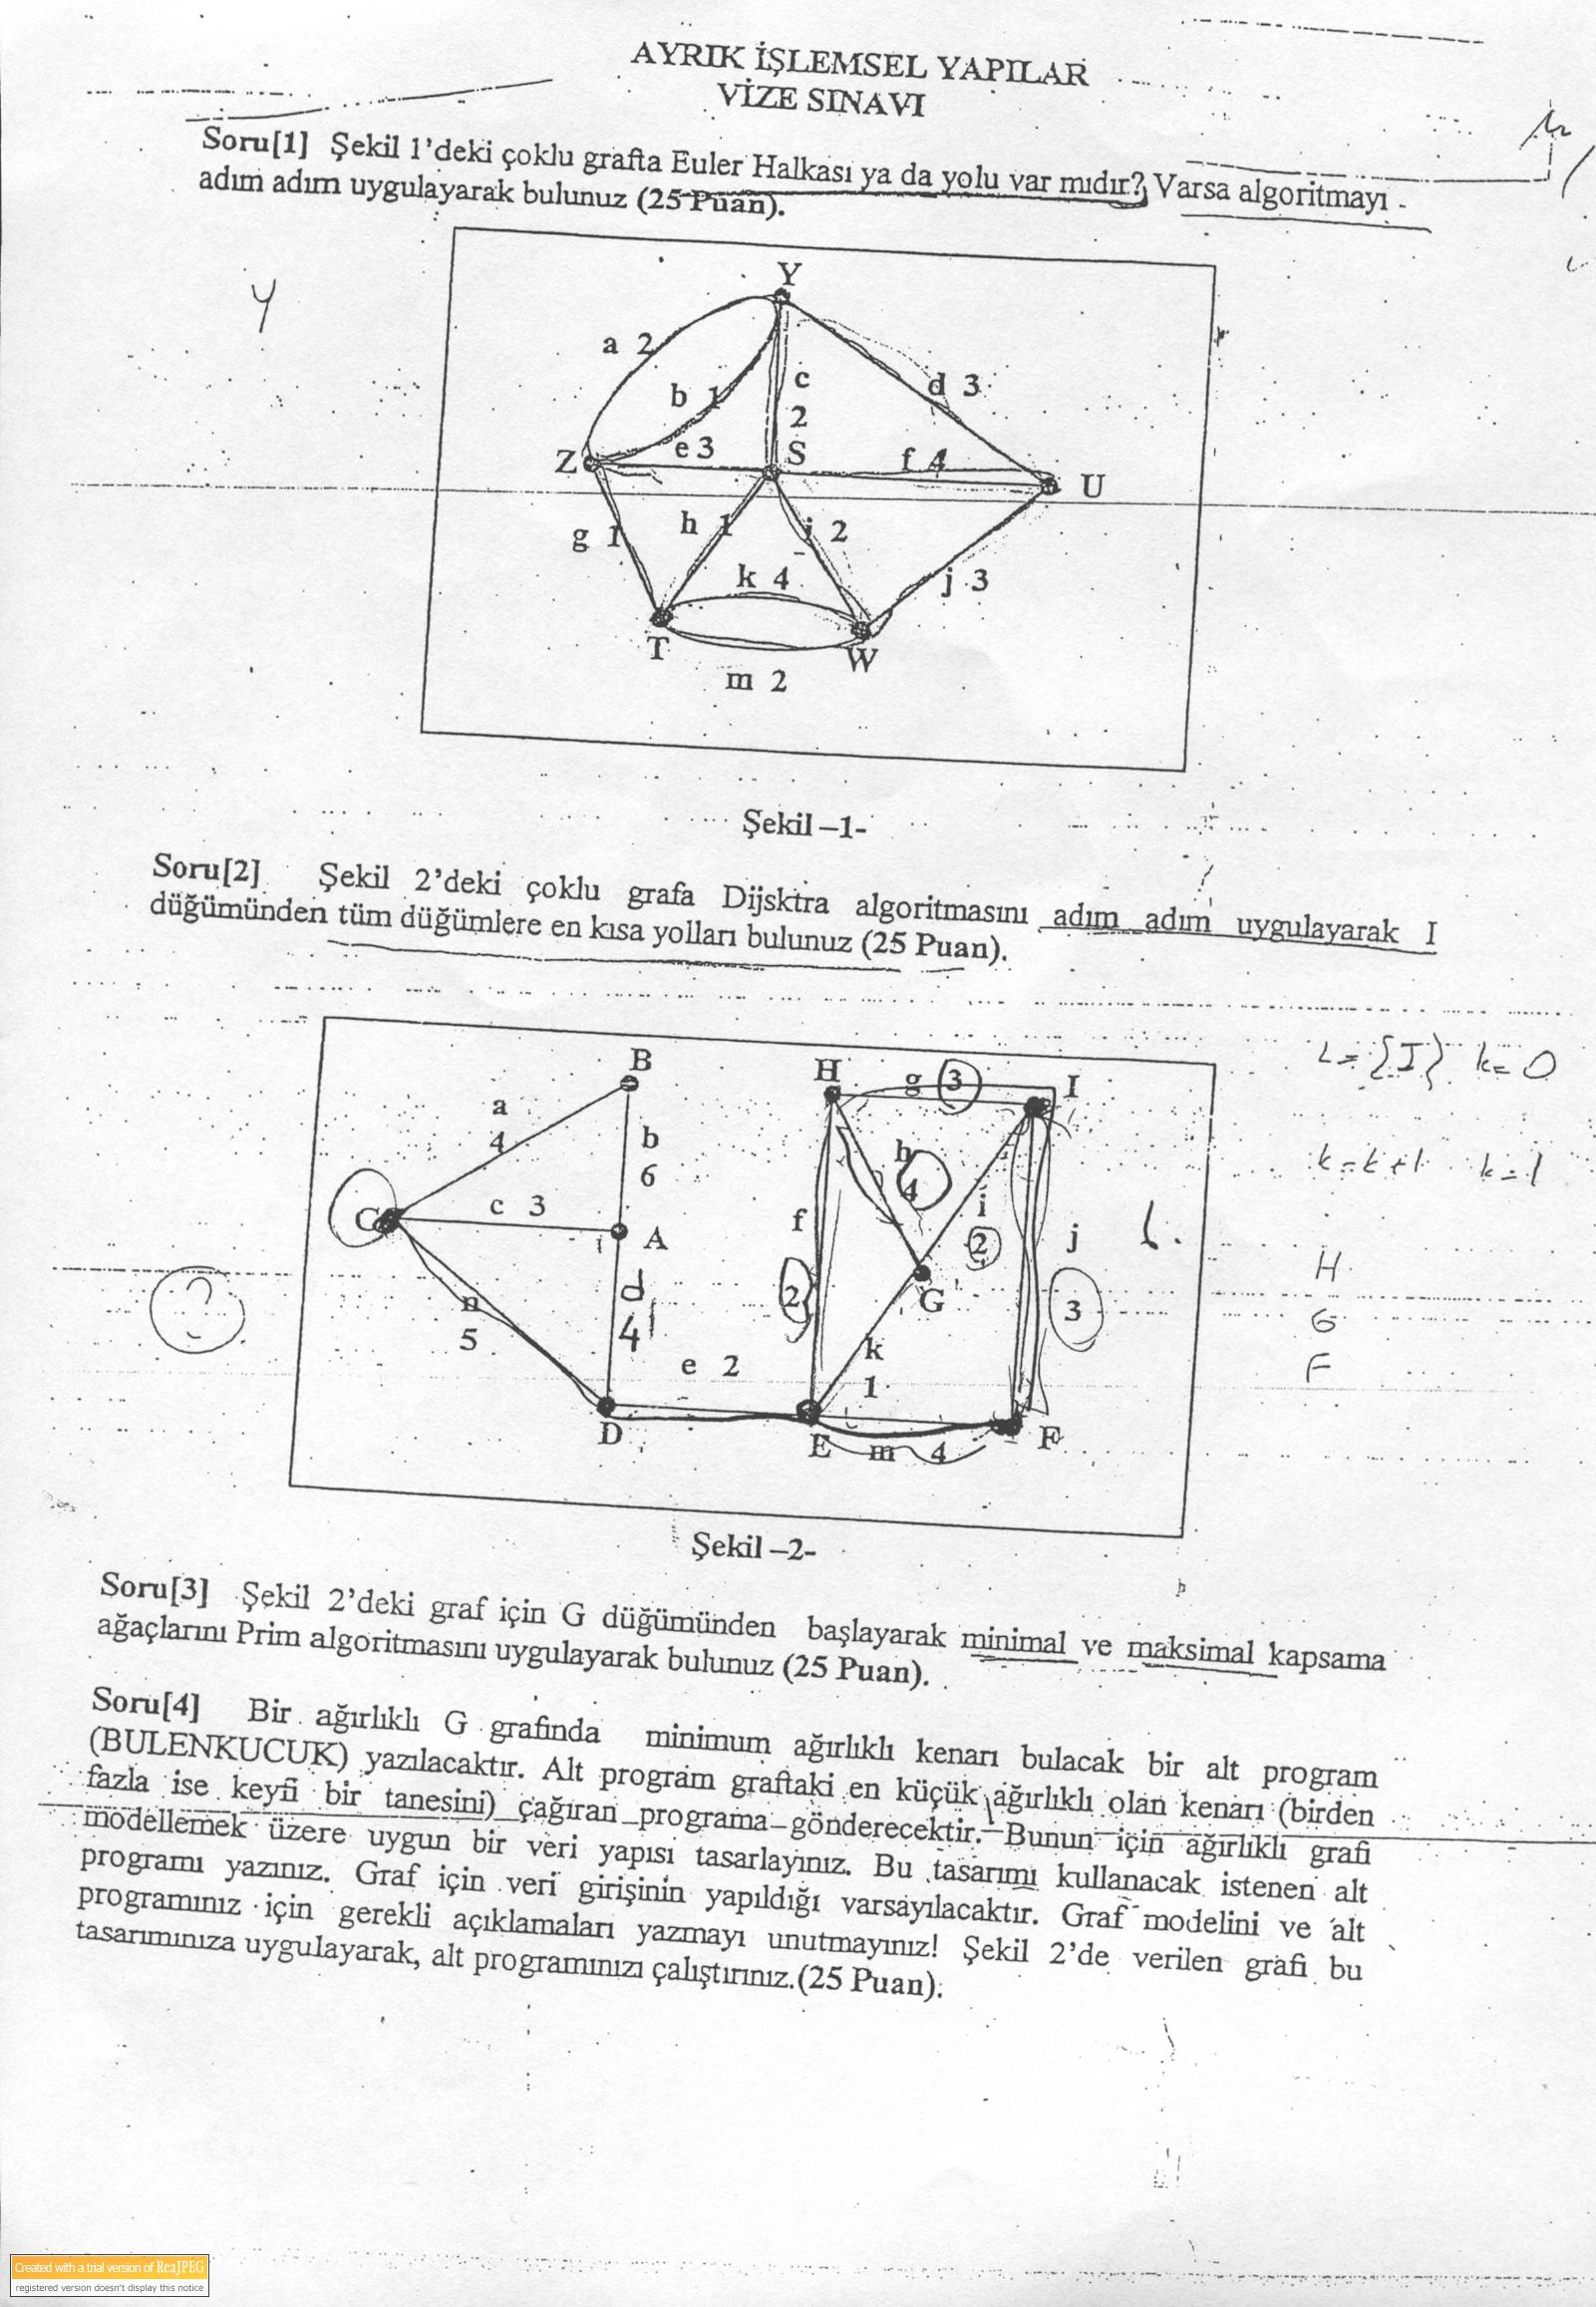 AYRIK İŞLEMSEL YAPILAR
VİZE SINAVI
Soru[1] Şekil 1'deki çoklu grafta Euler Halkası ya da yolu var mıdır? Varsa algoritmayı
adım adım uygulayarak bulunuz (25 Puan).
Y
Y
a 2
b 1
c
2
d 3
Z
e 3
S
f 4
U
g 1
h 1
i 2
j 3
k 4
T
W
m 2
Şekil –1-
Soru[2] Şekil 2'deki çoklu grafa Dijsktra algoritmasını adım adım uygulayarak I
düğümünden tüm düğümlere en kısa yolları bulunuz (25 Puan).
B
H
g 3
I
L = {I} k = 0
a
4
b
6
h
4
k = k + 1 k = 1
C
c 3
A
f
2
i
2
j
3
H
G
F
?
n
5
d
4
G
k
1
e 2
D
E
m 4
F
Şekil –2-
Soru[3] Şekil 2'deki graf için G düğümünden başlayarak minimal ve maksimal kapsama
ağaçlarını Prim algoritmasını uygulayarak bulunuz (25 Puan).
Soru[4] Bir ağırlıklı G grafinda minimum ağırlıklı kenarı bulacak bir alt program
(BULENKUCUK) yazılacaktır. Alt program graftaki en küçük ağırlıklı olan kenarı (birden
fazla ise keyfi bir tanesini) çağıran programa gönderecektir. Bunun için ağırlıklı grafi
modellemek üzere uygun bir veri yapısı tasarlayınız. Bu tasarımı kullanacak istenen alt
programı yazınız. Graf için veri girişinin yapıldığı varsayılacaktır. Graf modelini ve alt
programınız için gerekli açıklamaları yazmayı unutmayınız! Şekil 2'de verilen grafi bu
tasarımınıza uygulayarak, alt programınızı çalıştırınız.(25 Puan).
Created with a trial version of ReaJPEG
registered version doesn't display this notice